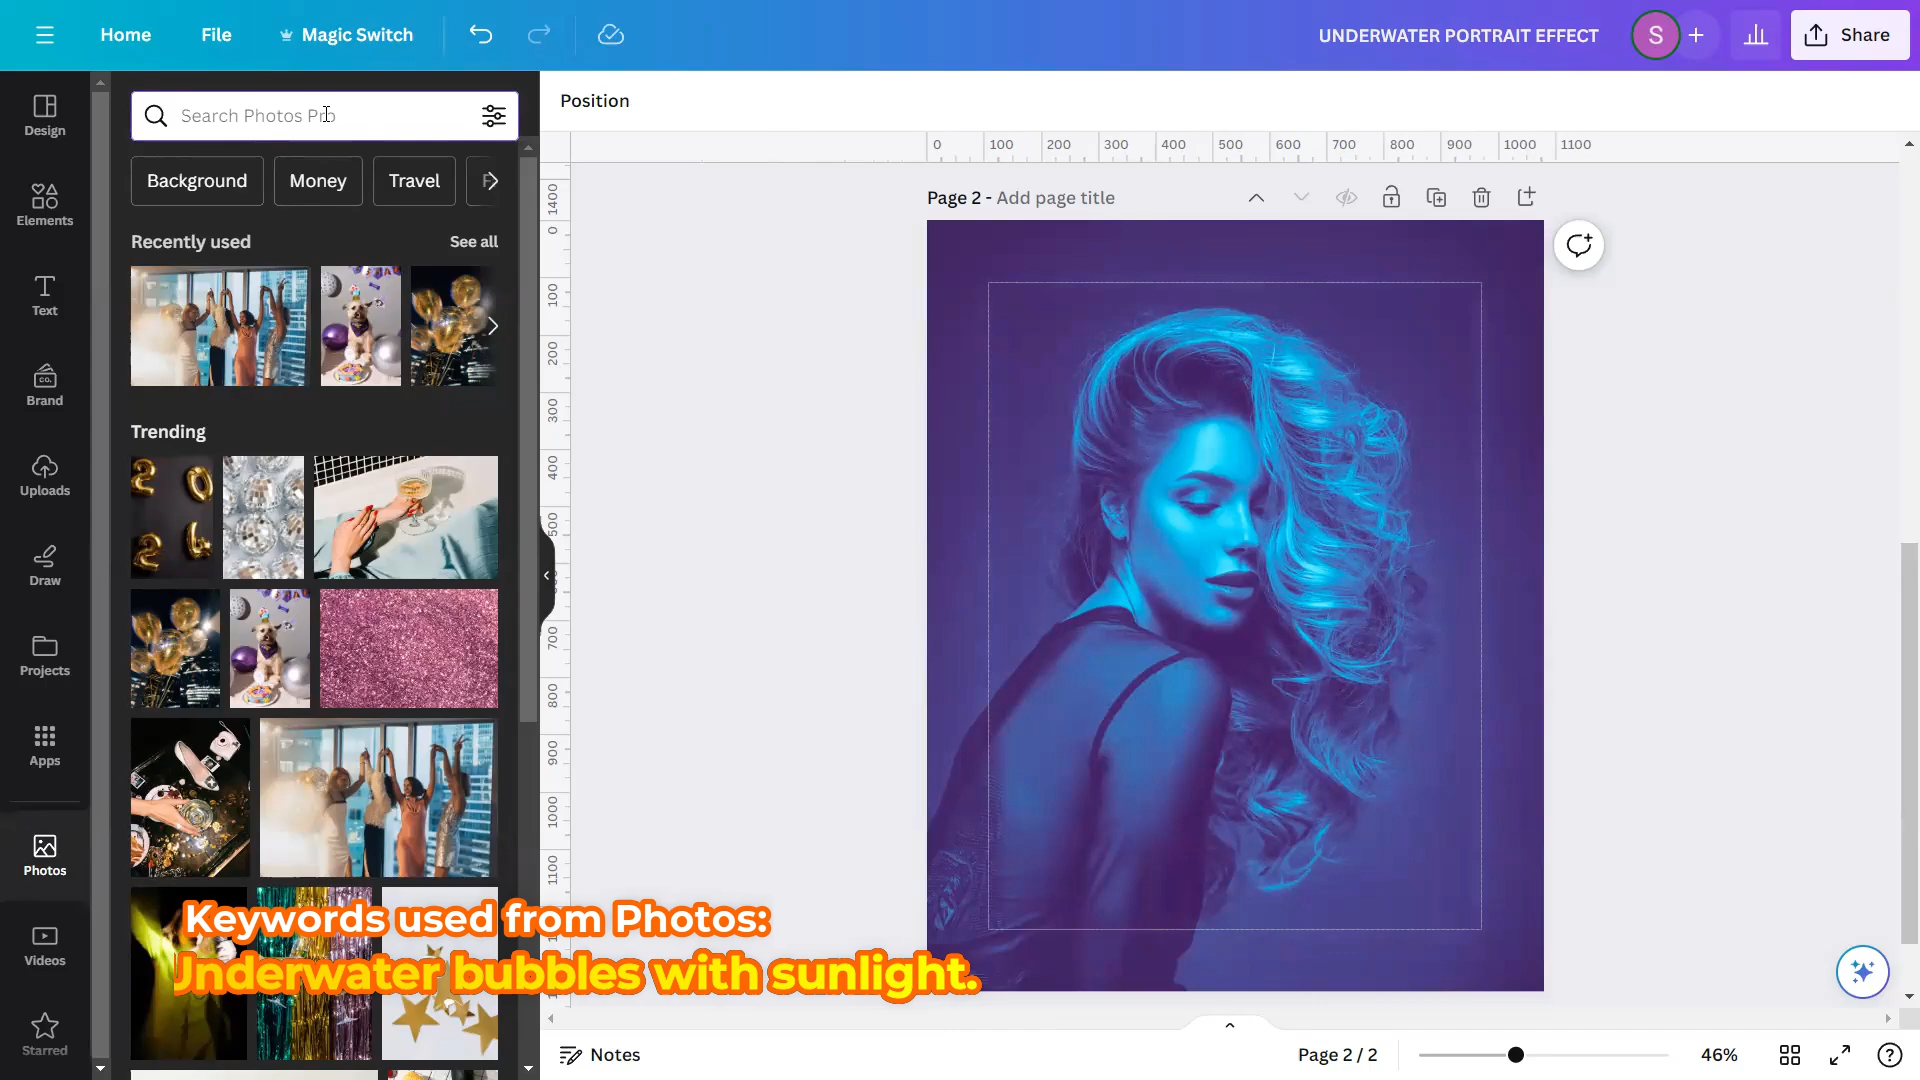 Home
File
Magic Switch
UNDERWATER PORTRAIT EFFECT
S
Share
Design
Elements
Text
CO.
Brand
Uploads
Draw
Projects
Apps
Photos
Videos
Starred
Search Photos Pro
Background
Money
Travel
Recently used
See all
Trending
Position
0 100 200 300 400 500 600 700 800 900 1000 1100
Page 2 - Add page title
1400
0
100
200
300
400
500
700
800
900
1000
1100
Keywords used from Photos:
Underwater bubbles with sunlight.
Notes
Page 2 / 2
46%